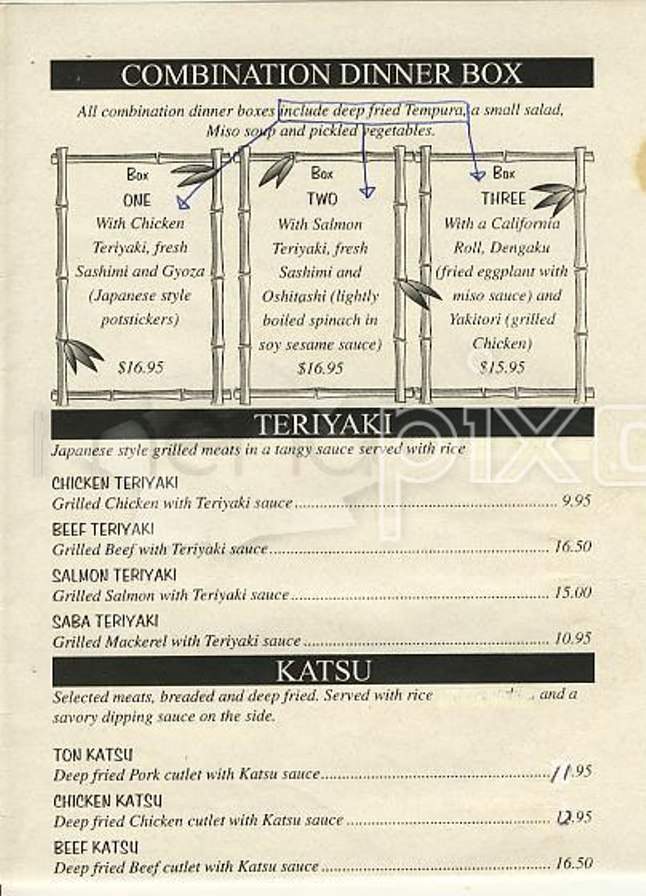 COMBINATION DINNER BOX
All combination dinner boxes include deep fried Tempura, a small salad,
Miso soup and pickled vegetables.
Box
ONE
With Chicken
Teriyaki, fresh
Sashimi and Gyoza
(Japanese style
potstickers)
$16.95
Box
TWO
With Salmon
Teriyaki, fresh
Sashimi and
Oshitashi (lightly
boiled spinach in
soy sesame sauce)
$16.95
Box
THREE
With a California
Roll, Dengaku
(fried eggplant with
miso sauce) and
Yakitori (grilled
Chicken)
$15.95
TERIYAKI
Japanese style grilled meats in a tangy sauce served with rice
CHICKEN TERIYAKI
Grilled Chicken with Teriyaki sauce 9.95
BEEF TERIYAKI
Grilled Beef with Teriyaki sauce 16.50
SALMON TERIYAKI
Grilled Salmon with Teriyaki sauce 15.00
SABA TERIYAKI
Grilled Mackerel with Teriyaki sauce 10.95
KATSU
Selected meats, breaded and deep fried. Served with rice and a
savory dipping sauce on the side.
TON KATSU
Deep fried Pork cutlet with Katsu sauce 11.95
CHICKEN KATSU
Deep fried Chicken cutlet with Katsu sauce 12.95
BEEF KATSU
Deep fried Beef cutlet with Katsu sauce 16.50